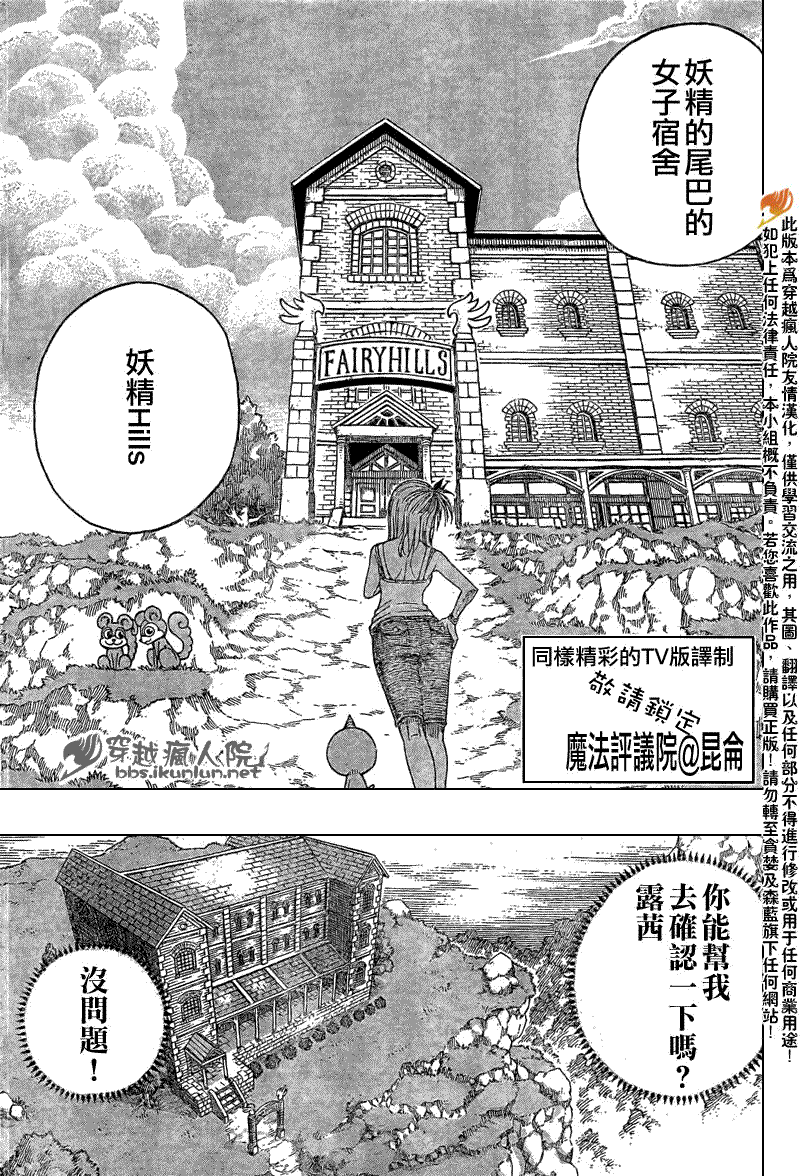 妖精的尾巴的
女子宿舍
妖精Hills
FAIRYHILLS
同樣精彩的TV版譯制
敬請鎖定
魔法評議院@昆侖
穿越瘋人院
bbs.ikunlun.net
你能幫我
去確認一下嗎？
露茜
沒問題！
此版本爲穿越瘋人院友情漢化，僅供學習交流之用，其圖、翻譯以及任何部分不得進行修改或用于任何商業用途！
如犯上任何法律責任，本小組概不負責。若您喜歡此作品，請購買正版！請勿轉至貪婪及森藍旗下任何網站！